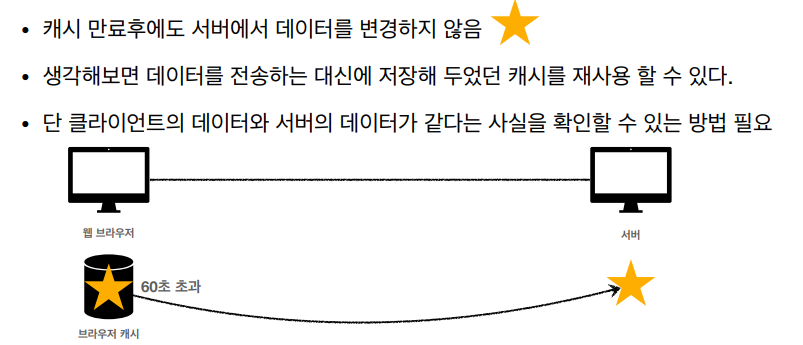 • 캐시 만료후에도 서버에서 데이터를 변경하지 않음
• 생각해보면 데이터를 전송하는 대신에 저장해 두었던 캐시를 재사용 할 수 있다.
• 단 클라이언트의 데이터와 서버의 데이터가 같다는 사실을 확인할 수 있는 방법 필요
웹 브라우저
서버
60초 초과
브라우저 캐시